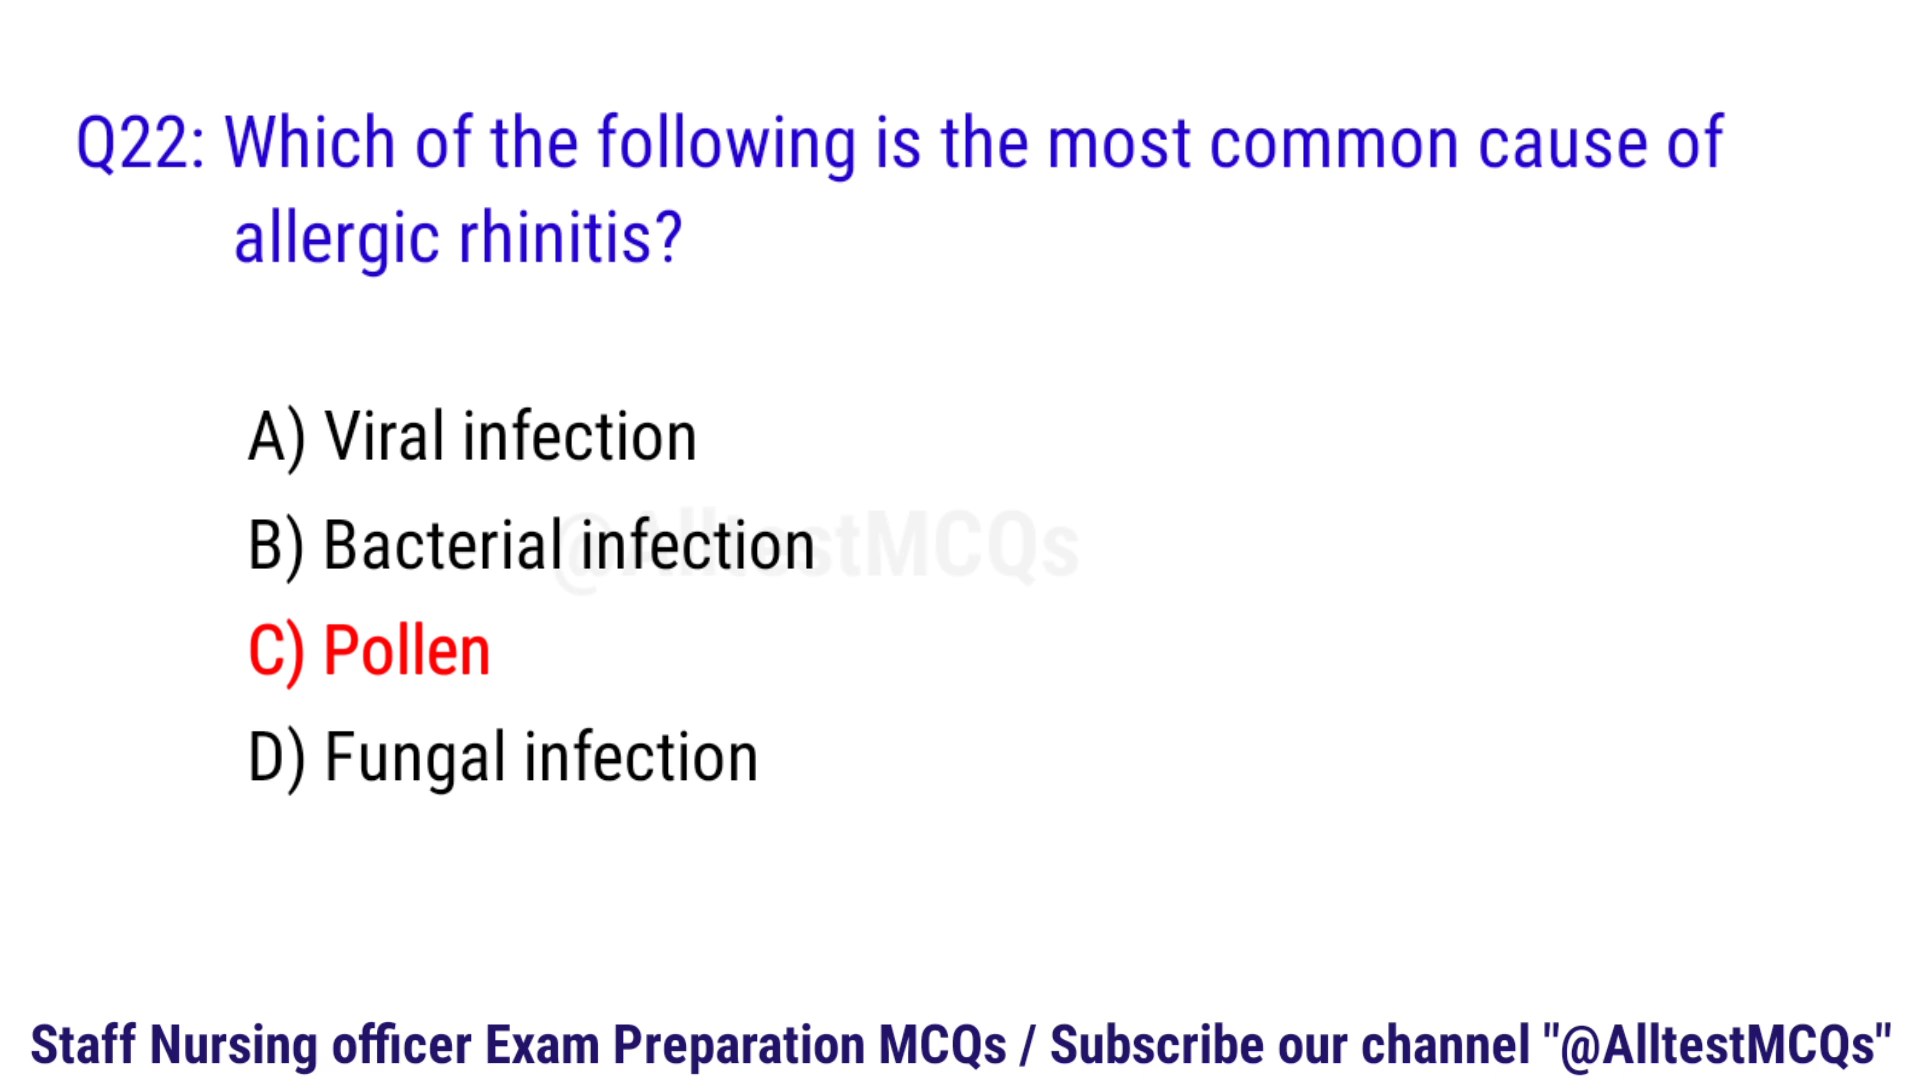 Q22: Which of the following is the most common cause of
allergic rhinitis?
A) Viral infection
B) Bacterial infection
@AlltestMCQs
C) Pollen
D) Fungal infection
Staff Nursing officer Exam Preparation MCQs / Subscribe our channel "@AlltestMCQs"